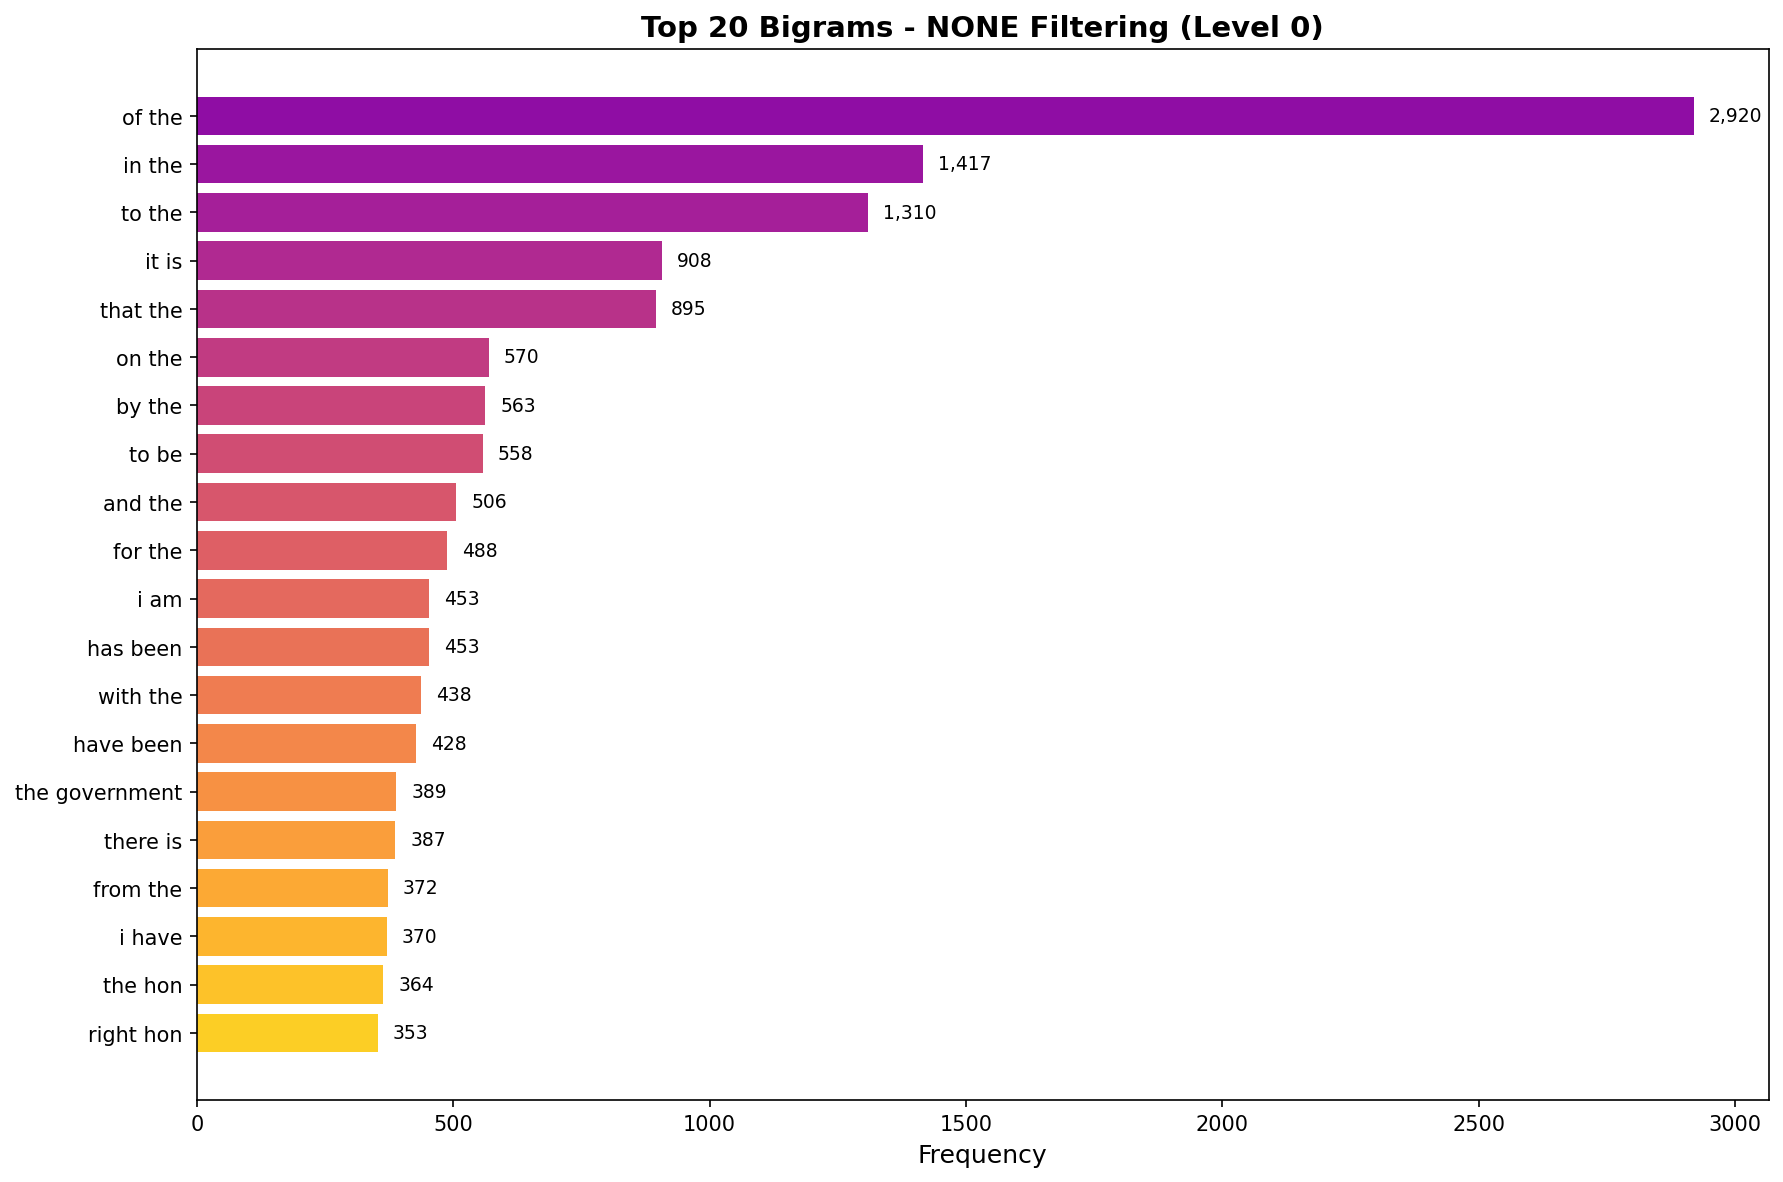 Top 20 Bigrams - NONE Filtering (Level 0)
of the 2,920
in the 1,417
to the 1,310
it is 908
that the 895
on the 570
by the 563
to be 558
and the 506
for the 488
i am 453
has been 453
with the 438
have been 428
the government 389
there is 387
from the 372
i have 370
the hon 364
right hon 353
0 500 1000 1500 2000 2500 3000
Frequency